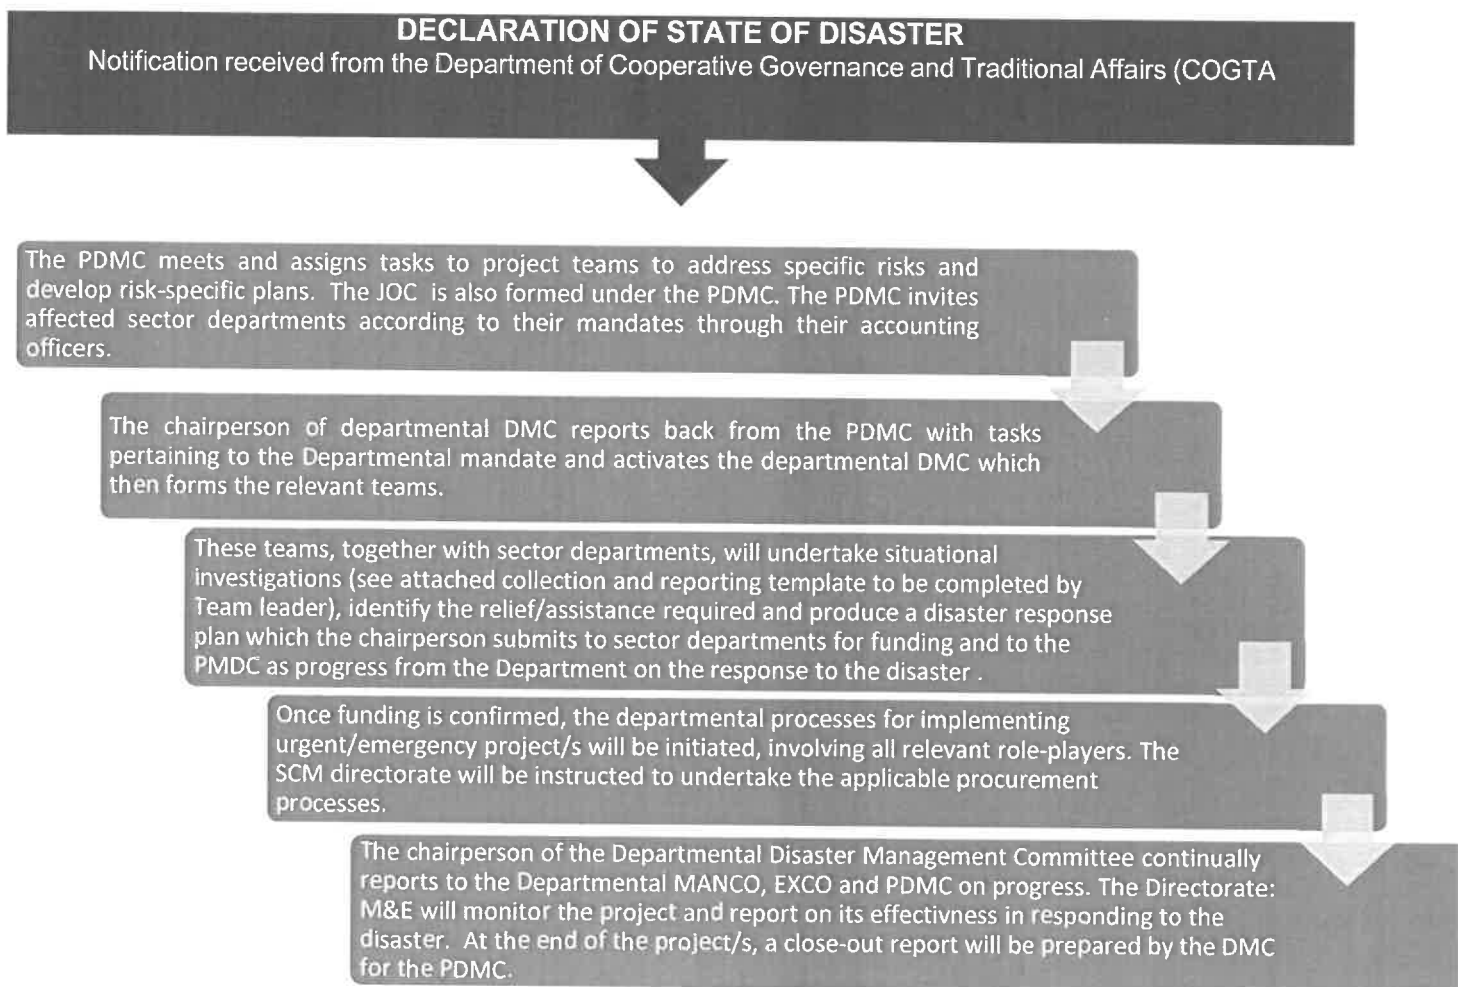 DECLARATION OF STATE OF DISASTER
Notification received from the Department of Cooperative Governance and Traditional Affairs (COGTA
The PDMC meets and assigns tasks to project teams to address specific risks and
develop risk-specific plans. The JOC is also formed under the PDMC. The PDMC invites
affected sector departments according to their mandates through their accounting
officers.
The chairperson of departmental DMC reports back from the PDMC with tasks
pertaining to the Departmental mandate and activates the departmental DMC which
then forms the relevant teams.
These teams, together with sector departments, will undertake situational
investigations (see attached collection and reporting template to be completed by
Team leader), identify the relief/assistance required and produce a disaster response
plan which the chairperson submits to sector departments for funding and to the
PMDC as progress from the Department on the response to the disaster .
Once funding is confirmed, the departmental processes for implementing
urgent/emergency project/s will be initiated, involving all relevant role-players. The
SCM directorate will be instructed to undertake the applicable procurement
processes.
The chairperson of the Departmental Disaster Management Committee continually
reports to the Departmental MANCO, EXCO and PDMC on progress. The Directorate:
M&E will monitor the project and report on its effectivness in responding to the
disaster. At the end of the project/s, a close-out report will be prepared by the DMC
for the PDMC.